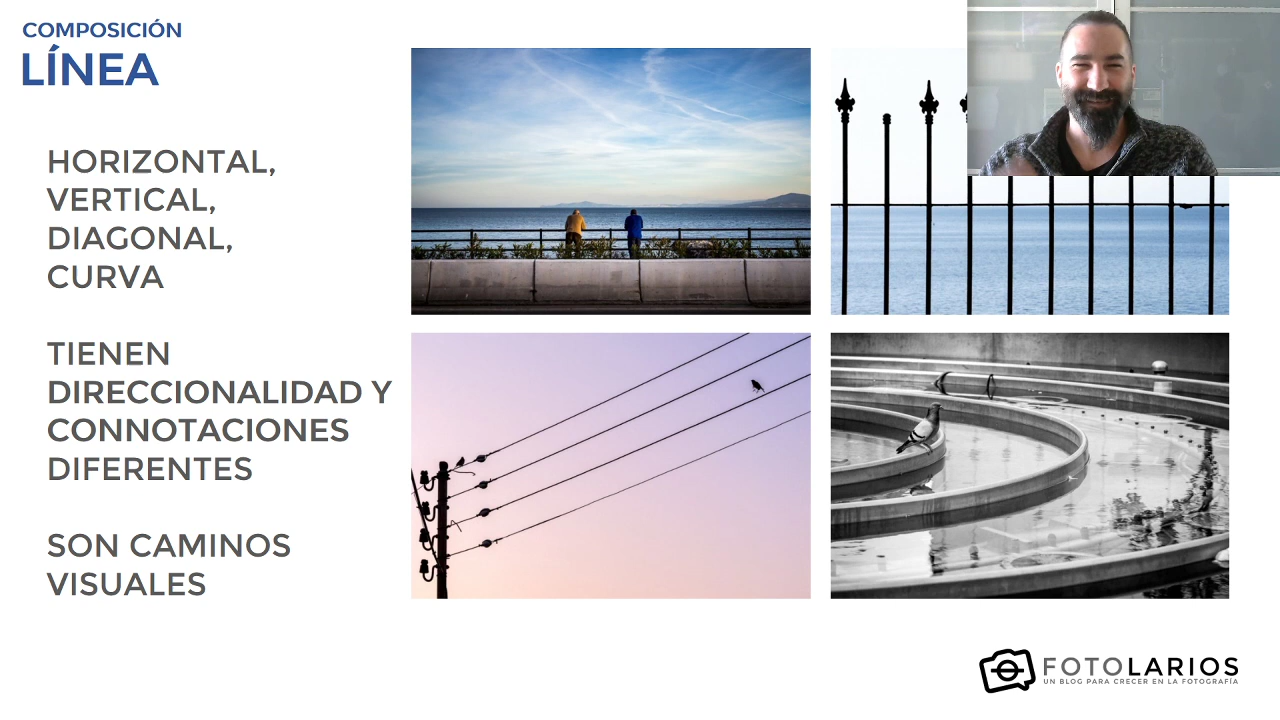 COMPOSICIÓN
LÍNEA
HORIZONTAL,
VERTICAL,
DIAGONAL,
CURVA
TIENEN
DIRECCIONALIDAD Y
CONNOTACIONES
DIFERENTES
SON CAMINOS
VISUALES
FOTOLARIOS
UN BLOG PARA CRECER EN LA FOTOGRAFÍA